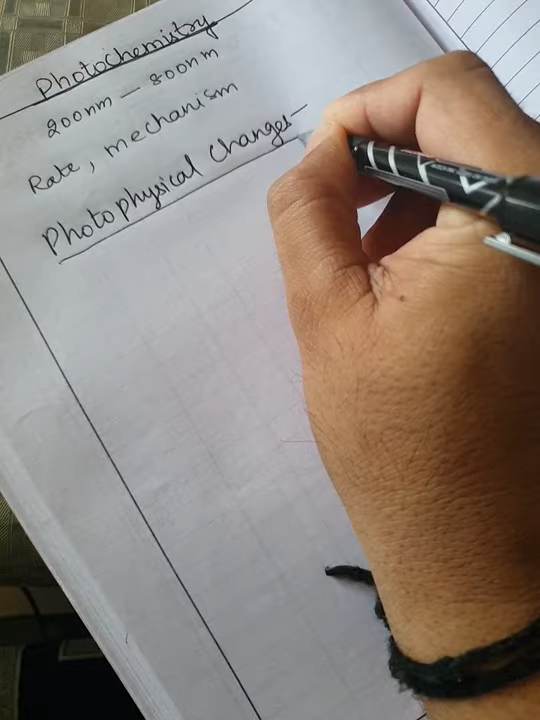 Photochemistry
200nm — 800nm
Rate, mechanism
Photophysical Changes —